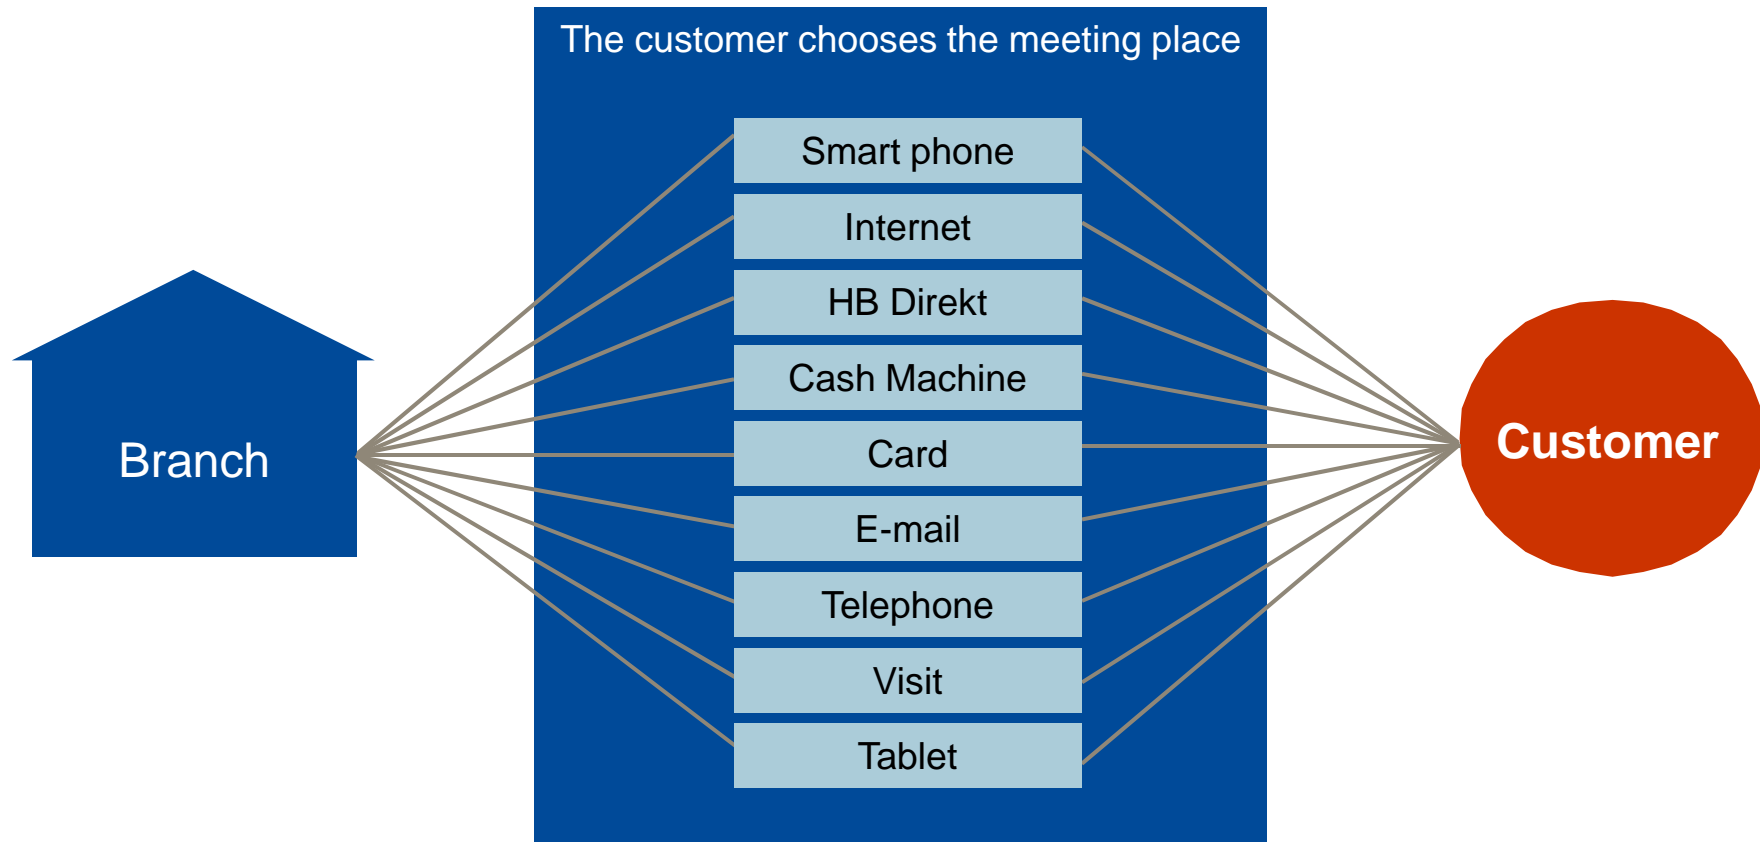 The customer chooses the meeting place
Smart phone
Internet
HB Direkt
Cash Machine
Card
E-mail
Telephone
Visit
Tablet
Branch
Customer